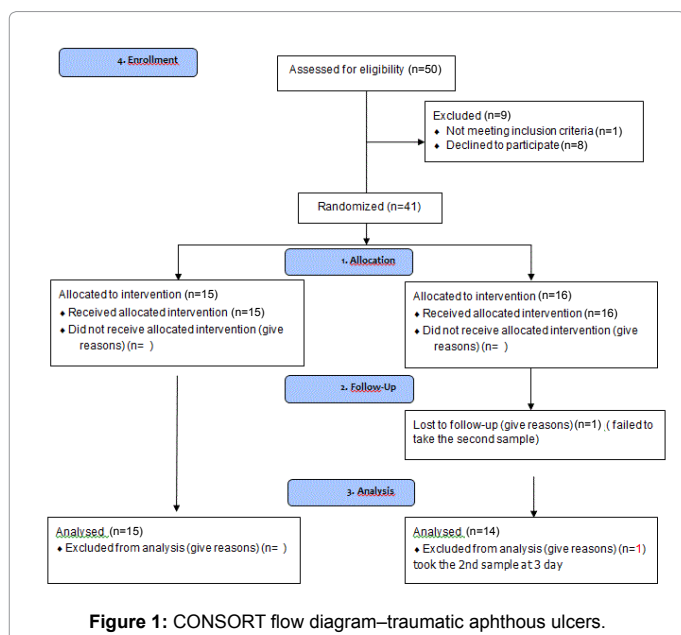 4. Enrollment
Assessed for eligibility (n=50)
Excluded (n=9)
♦ Not meeting inclusion criteria (n=1)
♦ Declined to participate (n=8)
Randomized (n=41)
1. Allocation
Allocated to intervention (n=15)
♦ Received allocated intervention (n=15)
♦ Did not receive allocated intervention (give
reasons) (n= )
Allocated to intervention (n=16)
♦ Received allocated intervention (n=16)
♦ Did not receive allocated intervention (give
reasons) (n= )
2. Follow-Up
Lost to follow-up (give reasons) (n=1) .( failed to
take the second sample)
3. Analysis
Analysed (n=15)
♦ Excluded from analysis (give reasons) (n= )
Analysed (n=14)
♦ Excluded from analysis (give reasons) (n=1)
took the 2nd sample at 3 day
Figure 1: CONSORT flow diagram–traumatic aphthous ulcers.